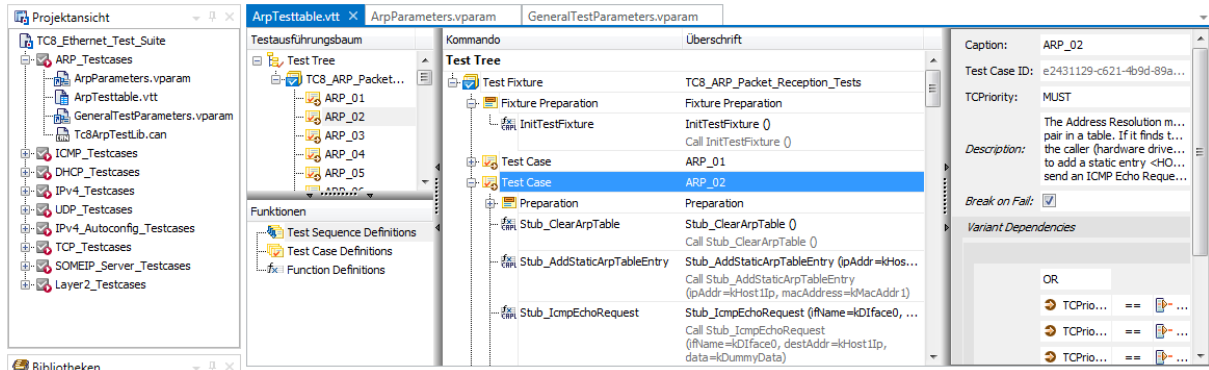 Projektansicht
TC8_Ethernet_Test_Suite
ARP_Testcases
ArpParameters.vparam
ArpTesttable.vtt
GeneralTestParameters.vparam
Tc8ArpTestLib.can
ICMP_Testcases
DHCP_Testcases
IPv4_Testcases
UDP_Testcases
IPv4_Autoconfig_Testcases
TCP_Testcases
SOMEIP_Server_Testcases
Layer2_Testcases
Bibliotheken
ArpTesttable.vtt ArpParameters.vparam GeneralTestParameters.vparam
Testausführungsbaum
Test Tree
TC8_ARP_Packet...
ARP_01
ARP_02
ARP_03
ARP_04
ARP_05
Funktionen
Test Sequence Definitions
Test Case Definitions
Function Definitions
Kommando Überschrift
Test Tree
Test Fixture TC8_ARP_Packet_Reception_Tests
Fixture Preparation Fixture Preparation
InitTestFixture InitTestFixture ()
Call InitTestFixture ()
Test Case ARP_01
Test Case ARP_02
Preparation Preparation
Stub_ClearArpTable Stub_ClearArpTable ()
Call Stub_ClearArpTable ()
Stub_AddStaticArpTableEntry Stub_AddStaticArpTableEntry (ipAddr=kHos...
Call Stub_AddStaticArpTableEntry
(ipAddr=kHost1Ip, macAddress=kMacAddr1)
Stub_IcmpEchoRequest Stub_IcmpEchoRequest (ifName=kDIface0, ...
Call Stub_IcmpEchoRequest
(ifName=kDIface0, destAddr=kHost1Ip,
data=kDummyData)
Caption: ARP_02
Test Case ID: e2431129-c621-4b9d-89a...
TCPriority: MUST
Description:
The Address Resolution m...
pair in a table. If it finds t...
the caller (hardware drive...
to add a static entry <HO...
send an ICMP Echo Reque...
Break on Fail:
Variant Dependencies
OR
TCPrio... == ...
TCPrio... == ...
TCPrio... == ...